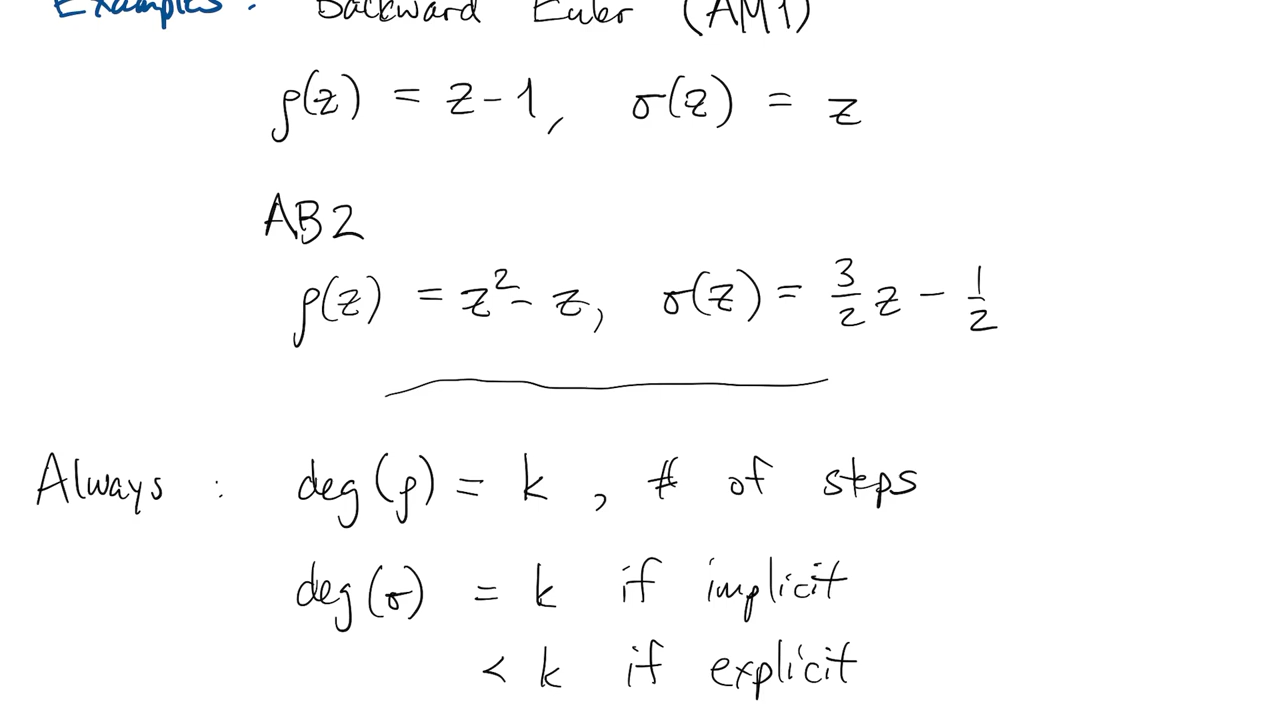 Examples: Backward Euler (AM1)
ρ(z) = z-1, σ(z) = z
AB2
ρ(z) = z² - z, σ(z) = 3/2 z - 1/2
Always : deg(ρ) = k, # of steps
deg(σ) = k if implicit
< k if explicit